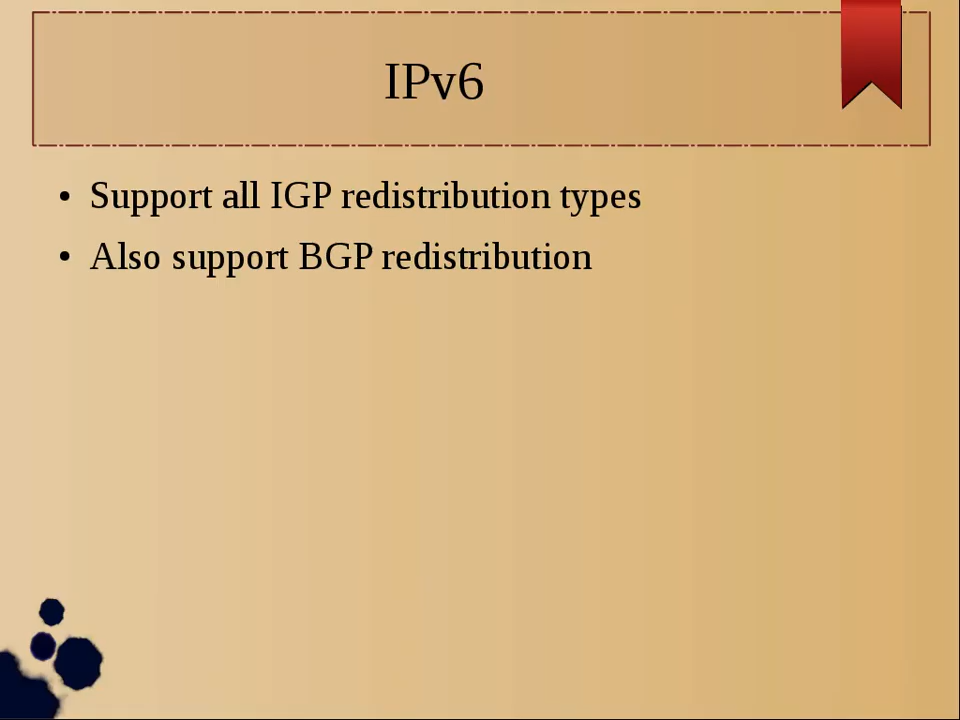 IPv6
• Support all IGP redistribution types
• Also support BGP redistribution